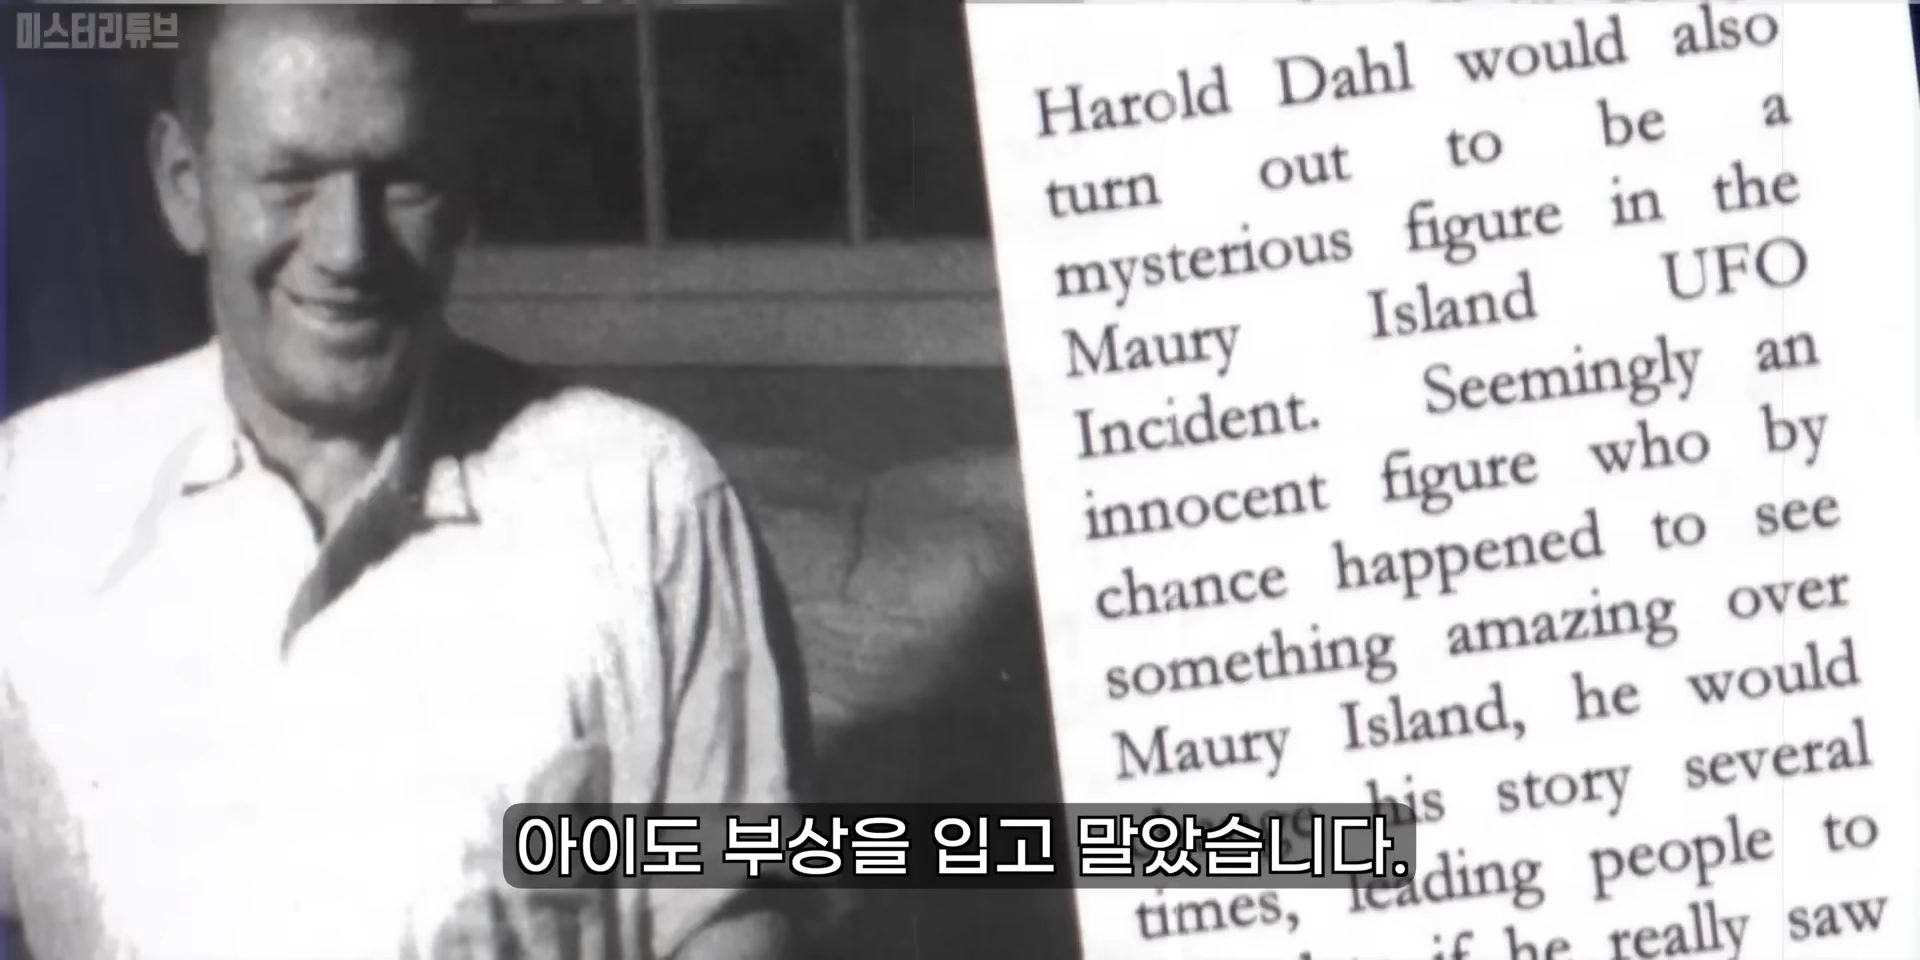 미스터리튜브
Harold Dahl would also
turn out to be a
mysterious figure in the
Maury Island UFO
Incident. Seemingly an
innocent figure who by
chance happened to see
something amazing over
Maury Island, he would
his story several
times, leading people to
if he really saw
아이도 부상을 입고 말았습니다.